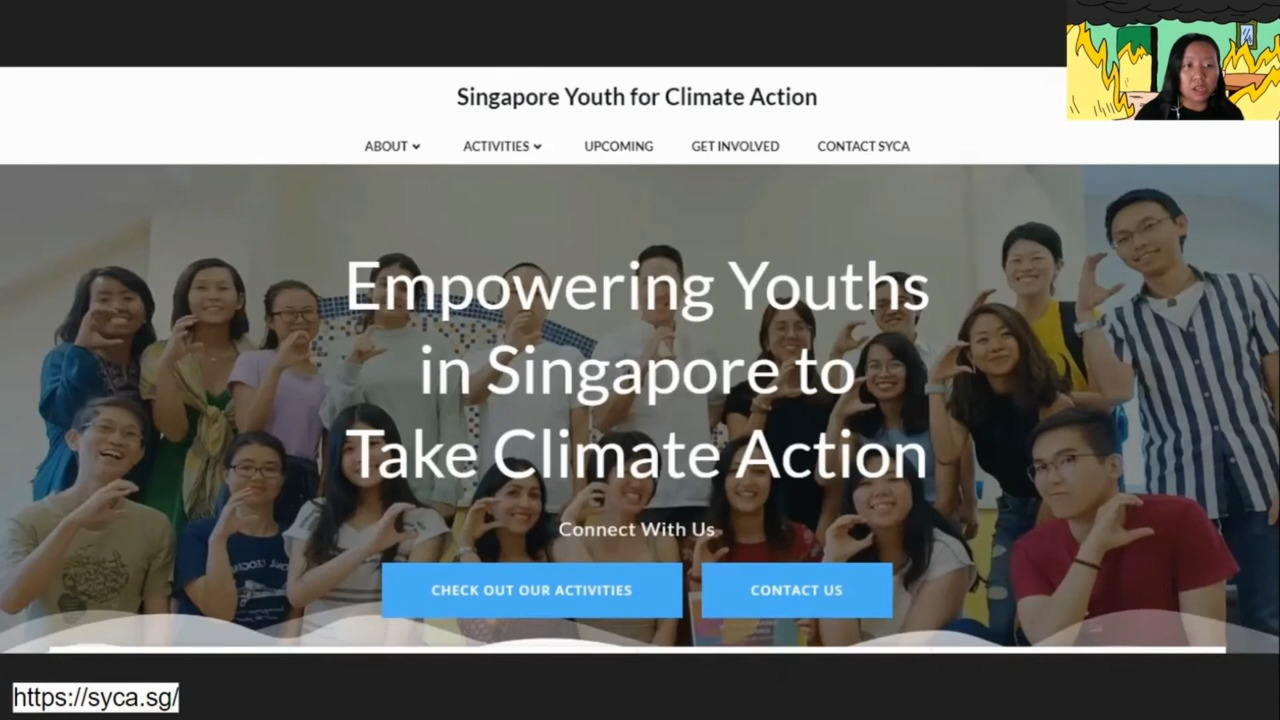 Singapore Youth for Climate Action
ABOUT ACTIVITIES UPCOMING GET INVOLVED CONTACT SYCA
Empowering Youths
in Singapore to
Take Climate Action
Connect With Us
CHECK OUT OUR ACTIVITIES CONTACT US
https://syca.sg/